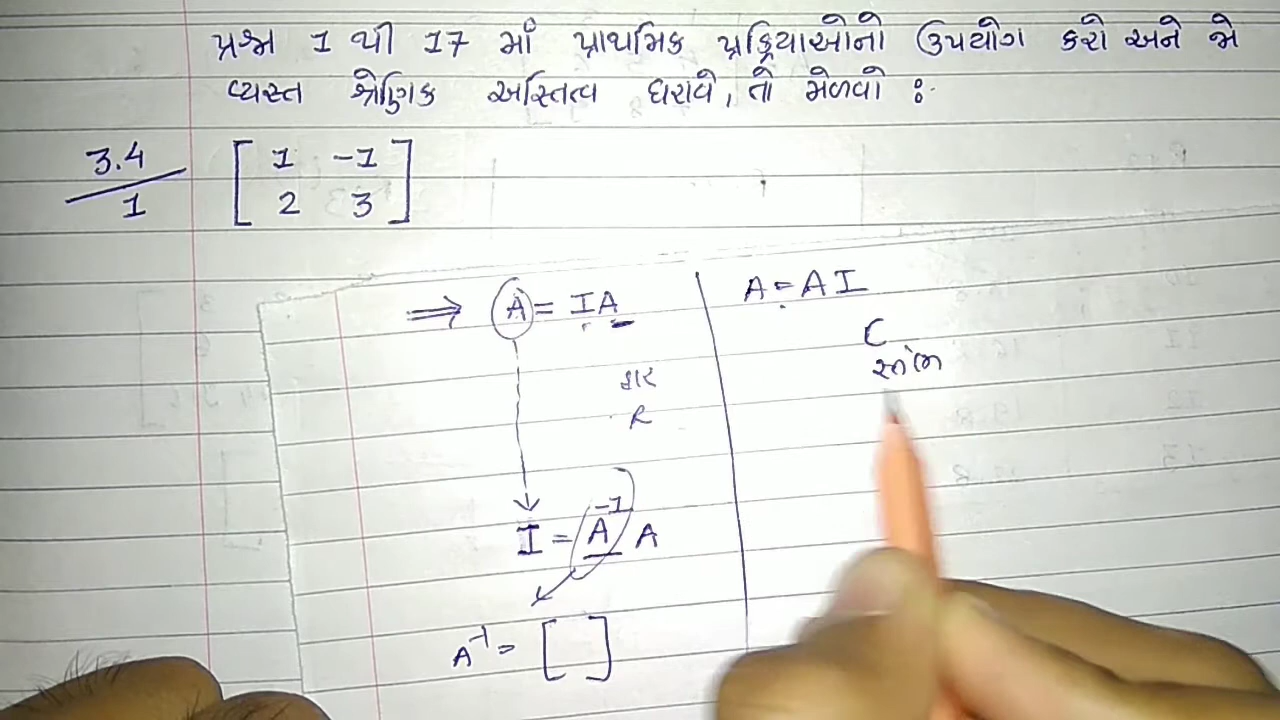 પ્રશ્ન 1 થી 17 માં પ્રાથમિક પ્રક્રિયાઓનો ઉપયોગ કરો અને જો
વ્યસ્ત શ્રેણિક અસ્તિત્વ ધરાવે, તો મેળવો :
3.4
1
[ 1 -1
2 3 ]
⇒ A = IA
હાર
R
I = A⁻¹ A
A⁻¹ = [ ]
A = AI
C
સ્તંભ